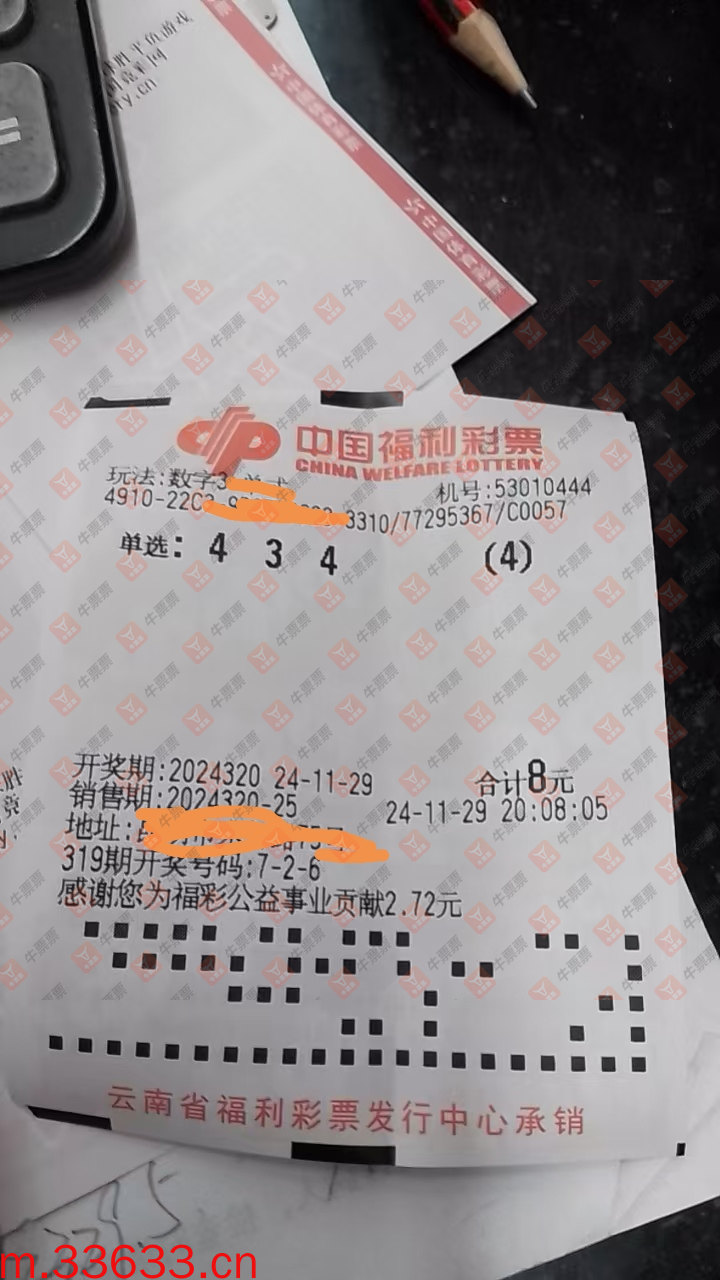 中国福利彩票
CHINA WELFARE LOTTERY
玩法:数字3
机号:53010444
4910-22C
3310/77295367/C0057
单选: 4 3 4 (4)
开奖期:2024320 24-11-29 合计8元
销售期:2024320-25 24-11-29 20:08:05
地址:
319期开奖号码:7-2-6
感谢您为福彩公益事业贡献2.72元
云南省福利彩票发行中心承销
牛票票
m.33633.cn